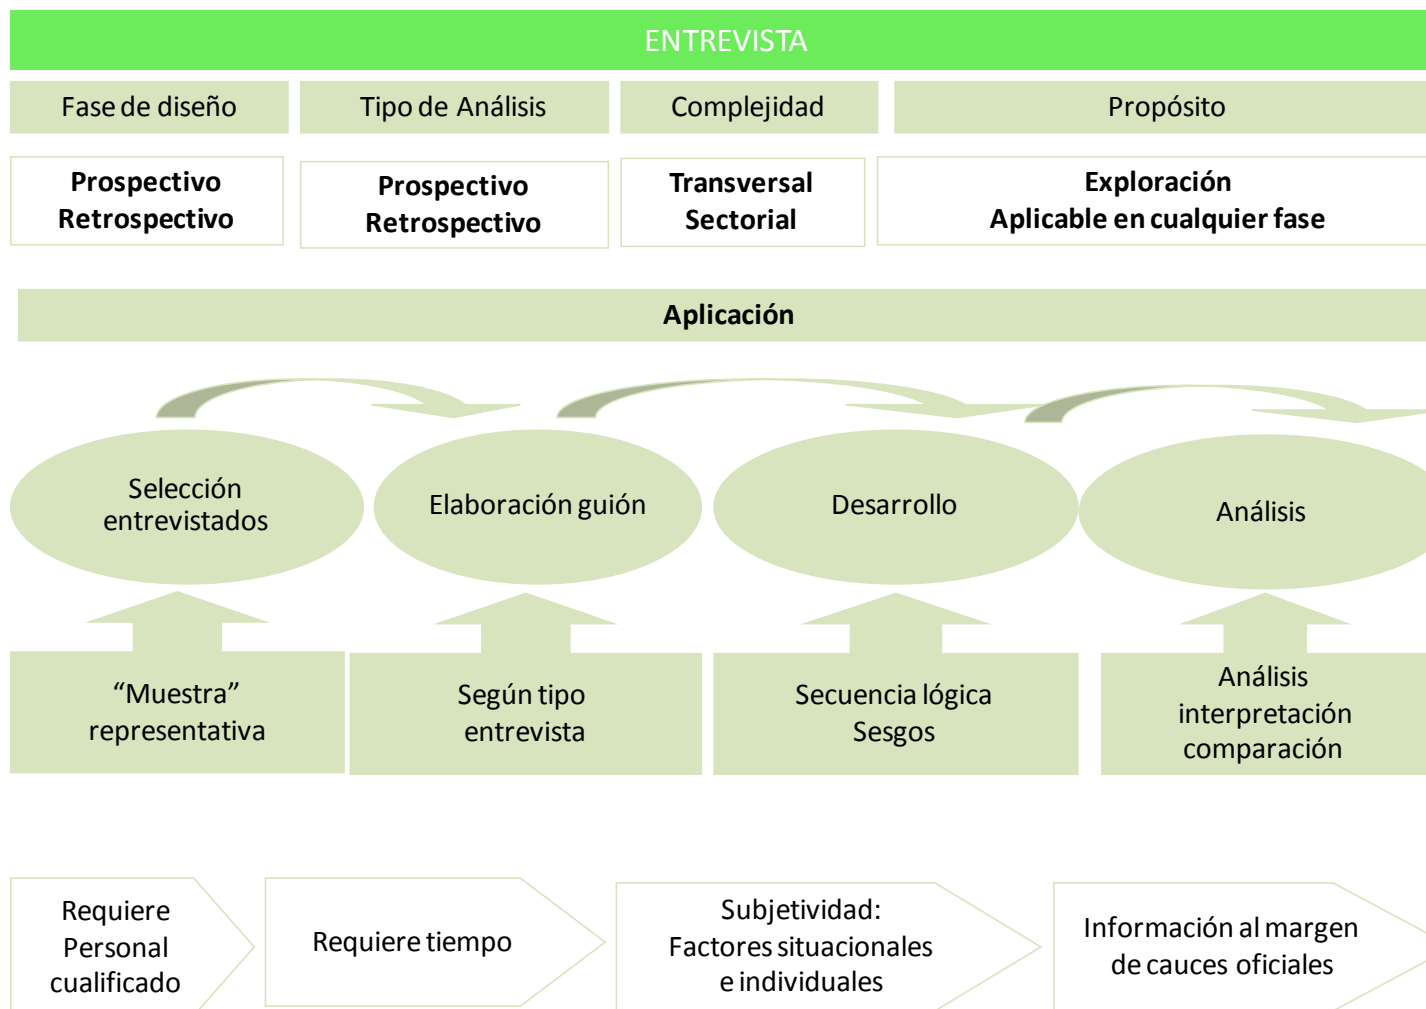 ENTREVISTA
Fase de diseño
Tipo de Análisis
Complejidad
Propósito
Prospectivo
Retrospectivo
Prospectivo
Retrospectivo
Transversal
Sectorial
Exploración
Aplicable en cualquier fase
Aplicación
Selección
entrevistados
Elaboración guión
Desarrollo
Análisis
“Muestra”
representativa
Según tipo
entrevista
Secuencia lógica
Sesgos
Análisis
interpretación
comparación
Requiere
Personal
cualificado
Requiere tiempo
Subjetividad:
Factores situacionales
e individuales
Información al margen
de cauces oficiales